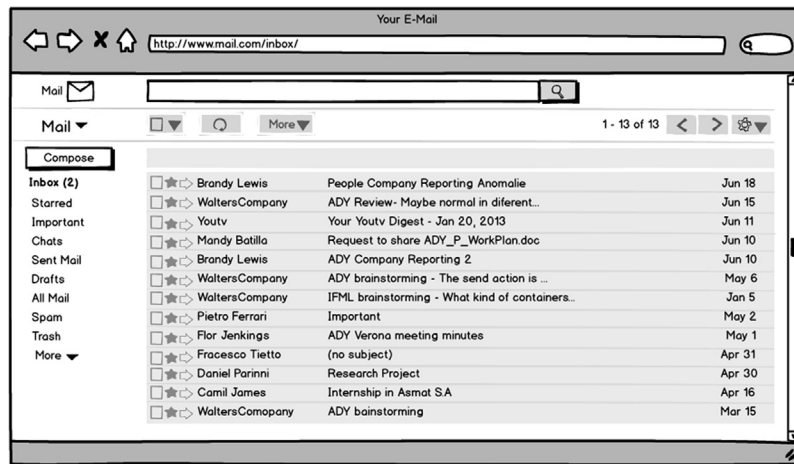 Your E-Mail
http://www.mail.com/inbox/
Mail
Mail More 1 - 13 of 13
Compose
Inbox (2)
Starred
Important
Chats
Sent Mail
Drafts
All Mail
Spam
Trash
More
Brandy Lewis People Company Reporting Anomalie Jun 18
WaltersCompany ADY Review- Maybe normal in diferent... Jun 15
Youtv Your Youtv Digest - Jan 20, 2013 Jun 11
Mandy Batilla Request to share ADY_P_WorkPlan.doc Jun 10
Brandy Lewis ADY Company Reporting 2 Jun 10
WaltersCompany ADY brainstorming - The send action is ... May 6
WaltersCompany IFML brainstorming - What kind of containers... Jan 5
Pietro Ferrari Important May 2
Flor Jenkings ADY Verona meeting minutes May 1
Fracesco Tietto (no subject) Apr 31
Daniel Parinni Research Project Apr 30
Camil James Internship in Asmat S.A Apr 16
WaltersComopany ADY bainstorming Mar 15